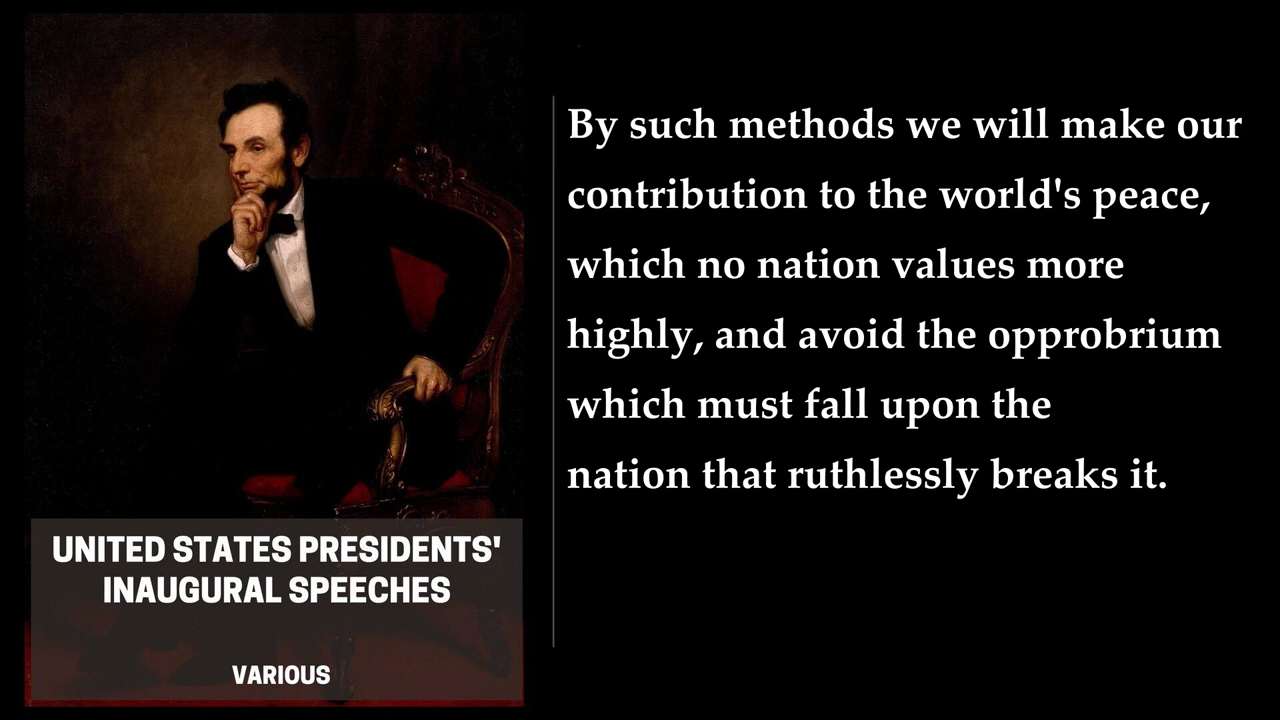 By such methods we will make our
contribution to the world's peace,
which no nation values more
highly, and avoid the opprobrium
which must fall upon the
nation that ruthlessly breaks it.
UNITED STATES PRESIDENTS'
INAUGURAL SPEECHES
VARIOUS